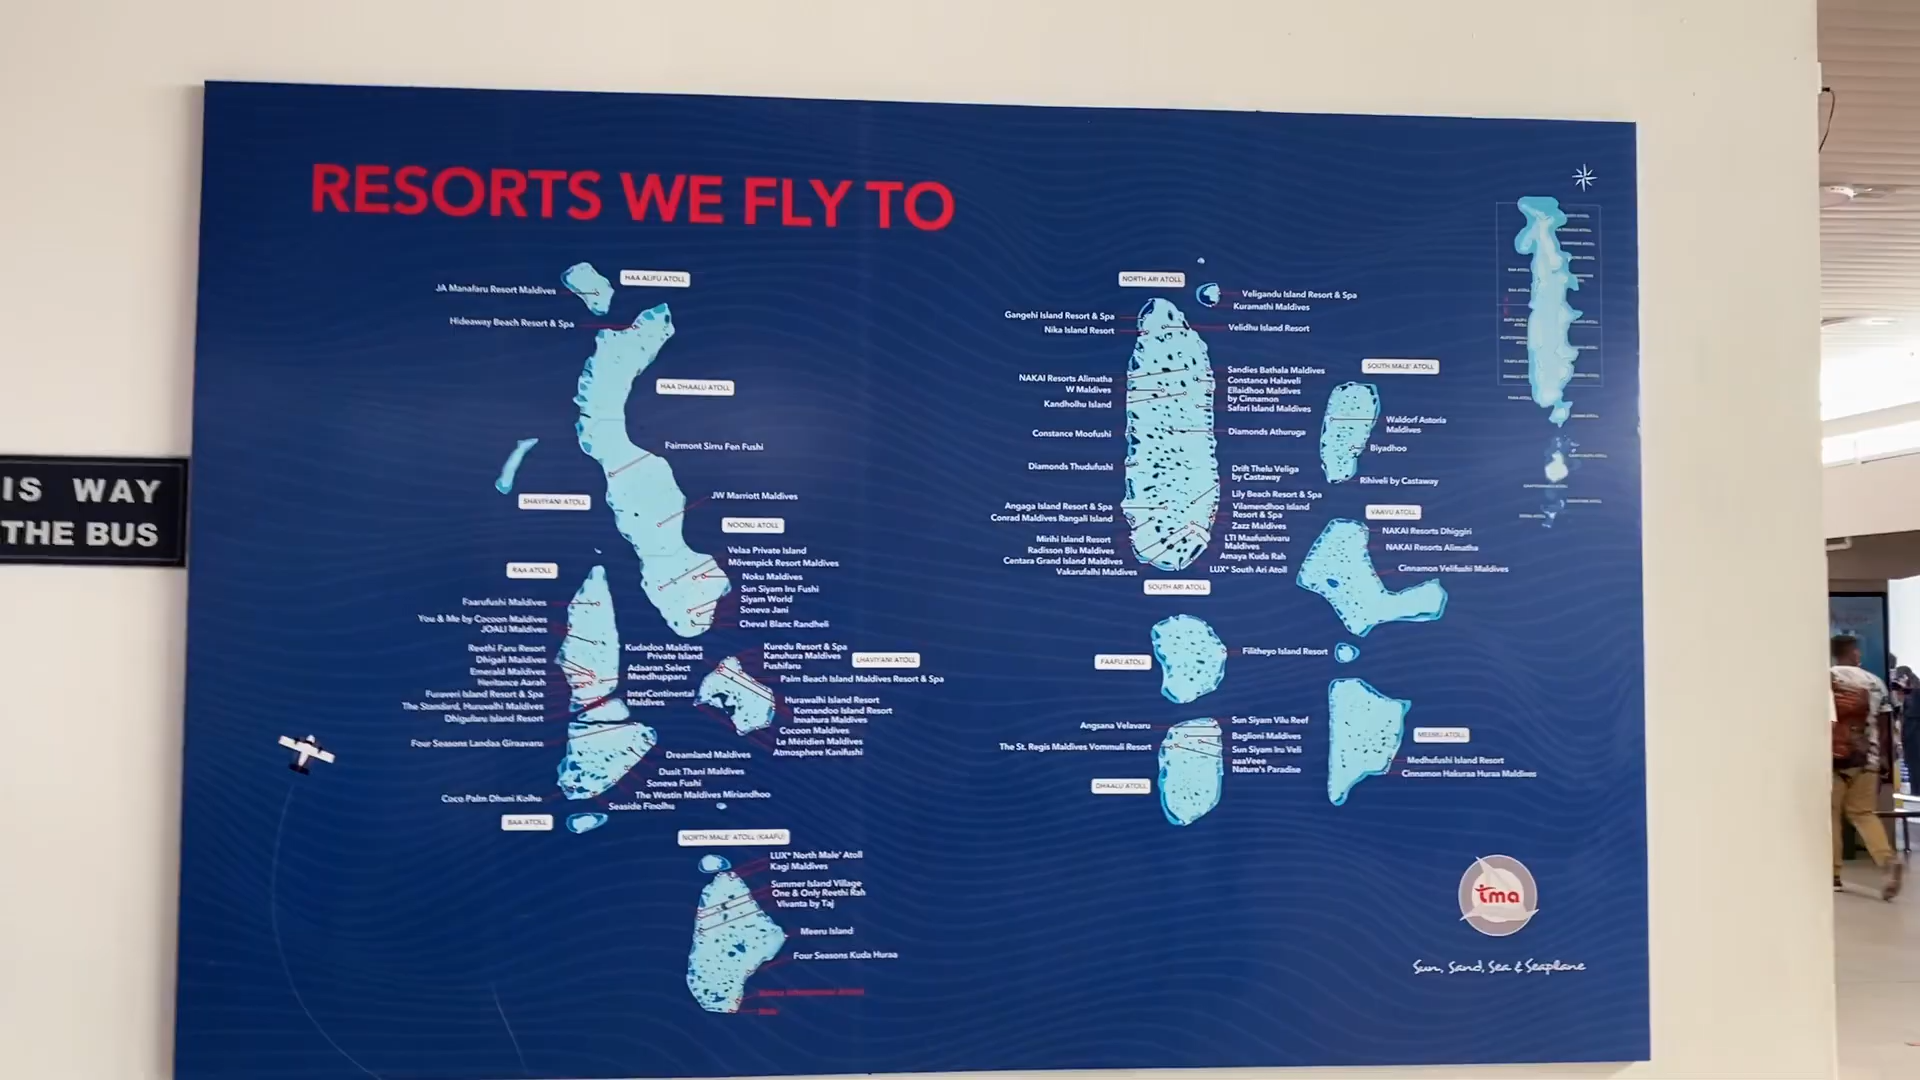 IS WAY
THE BUS
RESORTS WE FLY TO
HAA ALIFU ATOLL
JA Manafaru Resort Maldives
Hideaway Beach Resort & Spa
HAA DHAALU ATOLL
Fairmont Sirru Fen Fushi
SHAVIYANI ATOLL
JW Marriott Maldives
NOONU ATOLL
Velaa Private Island
Mövenpick Resort Maldives
Noku Maldives
Sun Siyam Iru Fushi
Siyam World
Soneva Jani
Cheval Blanc Randheli
RAA ATOLL
Faarufushi Maldives
You & Me by Cocoon Maldives
JOALI Maldives
Reethi Faru Resort
Dhigali Maldives
Emerald Maldives
Heritance Aarah
Furaveri Island Resort & Spa
The Standard, Huruvalhi Maldives
Dhigufaru Island Resort
Four Seasons Landaa Giraavaru
Coco Palm Dhuni Kolhu
BAA ATOLL
Kudadoo Maldives
Private Island
Adaaran Select
Meedhupparu
InterContinental
Maldives
Kuredu Resort & Spa
Kanuhura Maldives
Fushifaru
LHAVIYANI ATOLL
Palm Beach Island Maldives Resort & Spa
Hurawalhi Island Resort
Komandoo Island Resort
Innahura Maldives
Cocoon Maldives
Le Méridien Maldives
Atmosphere Kanifushi
Dreamland Maldives
Dusit Thani Maldives
Soneva Fushi
The Westin Maldives Miriandhoo
Seaside Finolhu
NORTH MALE' ATOLL (KAAFU)
LUX* North Male' Atoll
Kagi Maldives
Summer Island Village
One & Only Reethi Rah
Vivanta by Taj
Meeru Island
Four Seasons Kuda Huraa
NORTH ARI ATOLL
Veligandu Island Resort & Spa
Kuramathi Maldives
Gangehi Island Resort & Spa
Nika Island Resort
Velidhu Island Resort
NAKAI Resorts Alimatha
W Maldives
Kandholhu Island
Constance Moofushi
Diamonds Thudufushi
Angaga Island Resort & Spa
Conrad Maldives Rangali Island
Mirihi Island Resort
Radisson Blu Maldives
Centara Grand Island Maldives
Vakarufalhi Maldives
Sandies Bathala Maldives
Constance Halaveli
Ellaidhoo Maldives
by Cinnamon
Safari Island Maldives
Diamonds Athuruga
Drift Thelu Veliga
by Castaway
Lily Beach Resort & Spa
Vilamendhoo Island
Resort & Spa
Zazz Maldives
LTI Maafushivaru
Maldives
Amaya Kuda Rah
LUX* South Ari Atoll
SOUTH ARI ATOLL
SOUTH MALE' ATOLL
Waldorf Astoria
Maldives
Biyadhoo
Rihiveli by Castaway
VAAVU ATOLL
NAKAI Resorts Dhiggiri
NAKAI Resorts Alimatha
Cinnamon Velifushi Maldives
FAAFU ATOLL
Filitheyo Island Resort
Angsana Velavaru
The St. Regis Maldives Vommuli Resort
DHAALU ATOLL
Sun Siyam Vilu Reef
Baglioni Maldives
Sun Siyam Iru Veli
aaaVeee
Nature's Paradise
MEEMU ATOLL
Medhufushi Island Resort
Cinnamon Hakuraa Huraa Maldives
tma
Sun, Sand, Sea & Seaplane